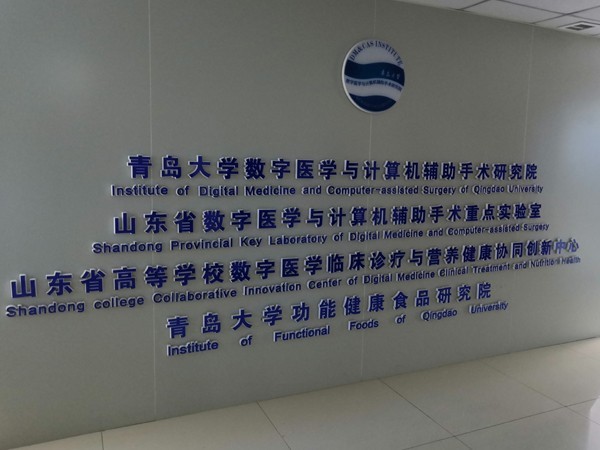 DM&CAS INSTITUTE
青岛大学数字医学与计算机辅助手术研究院
Institute of Digital Medicine and Computer-assisted Surgery of Qingdao University
山东省数字医学与计算机辅助手术重点实验室
Shandong Provincial Key Laboratory of Digital Medicine and Computer-assisted Surgery
山东省高等学校数字医学临床诊疗与营养健康协同创新中心
Shandong college Collaborative Innovation Center of Digital Medicine Clinical Treatment and Nutrition Health
青岛大学功能健康食品研究院
Institute of Functional Foods of Qingdao University